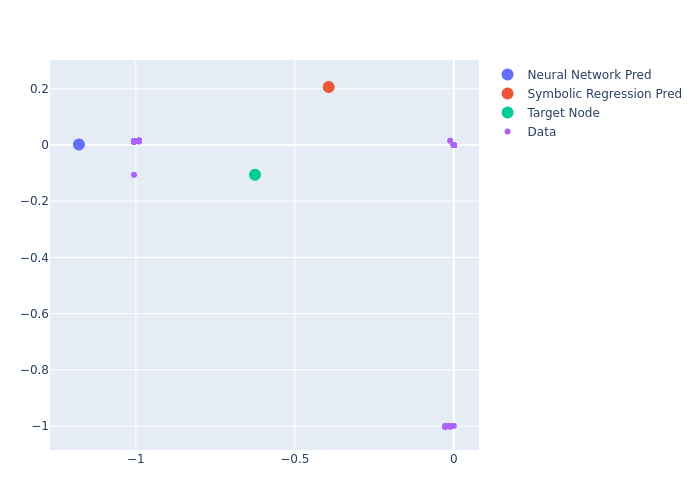 0.2
0
−0.2
−0.4
−0.6
−0.8
−1
−1
−0.5
0
Neural Network Pred
Symbolic Regression Pred
Target Node
Data